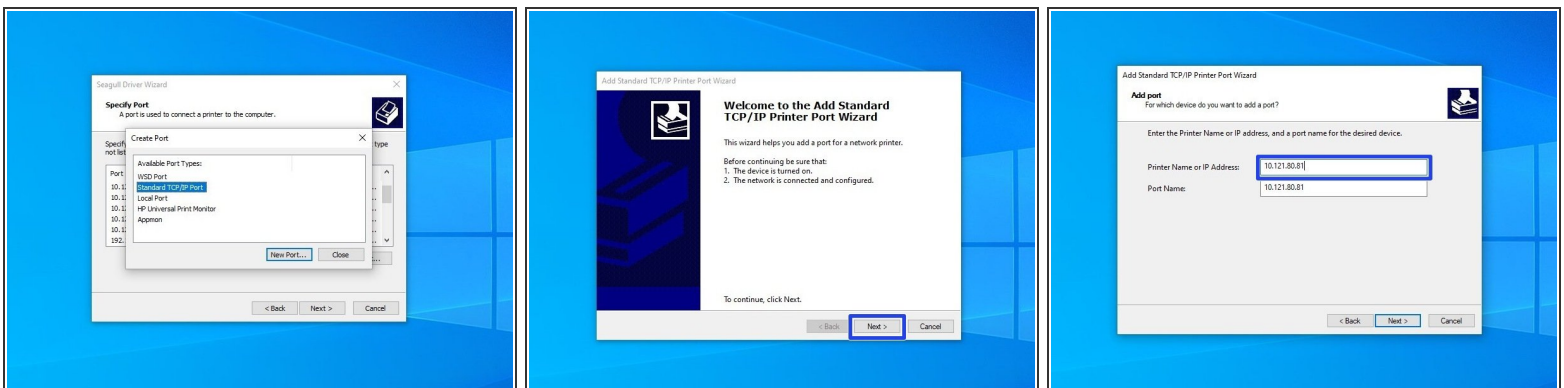 Seagull Driver Wizard
Specify Port
A port is used to connect a printer to the computer.
type
not list
Create Port
Available Port Types:
WSD Port
Standard TCP/IP Port
Local Port
HP Universal Print Monitor
Appmon
New Port... Close
Port
192.
< Back Next > Cancel
Add Standard TCP/IP Printer Port Wizard
Welcome to the Add Standard
TCP/IP Printer Port Wizard
This wizard helps you add a port for a network printer.
Before continuing be sure that:
1. The device is turned on.
2. The network is connected and configured.
To continue, click Next.
< Back Next > Cancel
Add Standard TCP/IP Printer Port Wizard
Add port
For which device do you want to add a port?
Enter the Printer Name or IP address, and a port name for the desired device.
Printer Name or IP Address: 10.121.80.81
Port Name: 10.121.80.81
< Back Next > Cancel